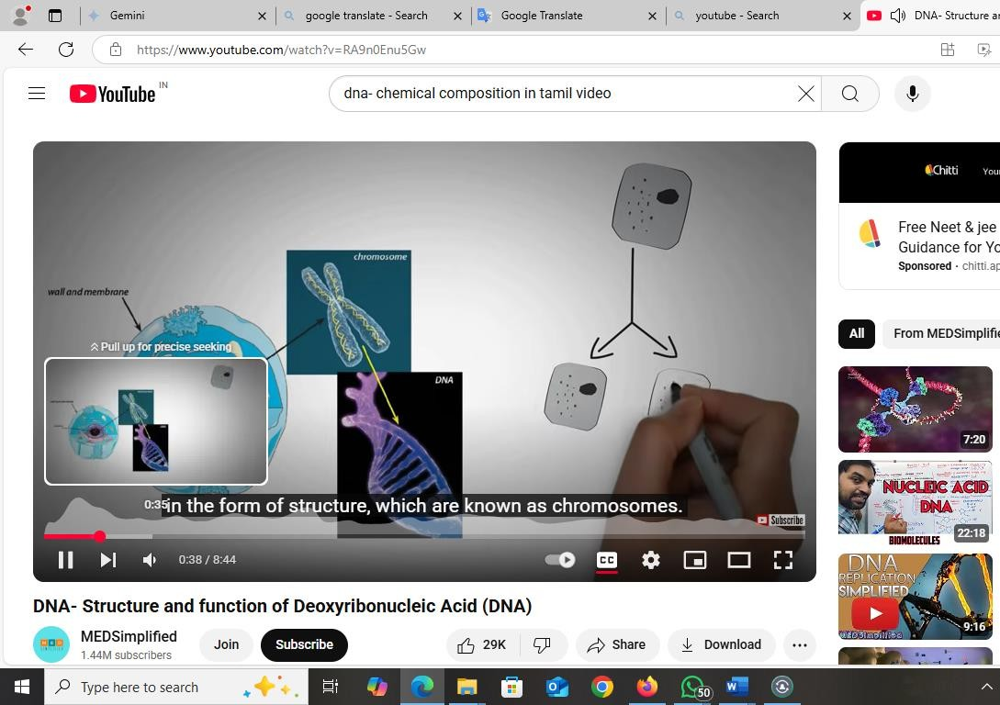 Gemini
google translate - Search
Google Translate
youtube - Search
DNA- Structure a
https://www.youtube.com/watch?v=RA9n0Enu5Gw
YouTube IN
dna- chemical composition in tamil video
chromosome
wall and membrane
Pull up for precise seeking
DNA
0:35
in the form of structure, which are known as chromosomes.
Subscribe
0:38 / 8:44
CC
DNA- Structure and function of Deoxyribonucleic Acid (DNA)
MED
MEDSimplified
1.44M subscribers
Join
Subscribe
29K
Share
Download
Chitti
You
Free Neet & jee
Guidance for Yo
Sponsored · chitti.ap
All
From MEDSimplifi
7:20
NUCLEIC ACID
DNA
22:18
BIOMOLECULES
DNA
REPLICATION
SIMPLIFIED
9:16
MEDSimplified
Type here to search
50